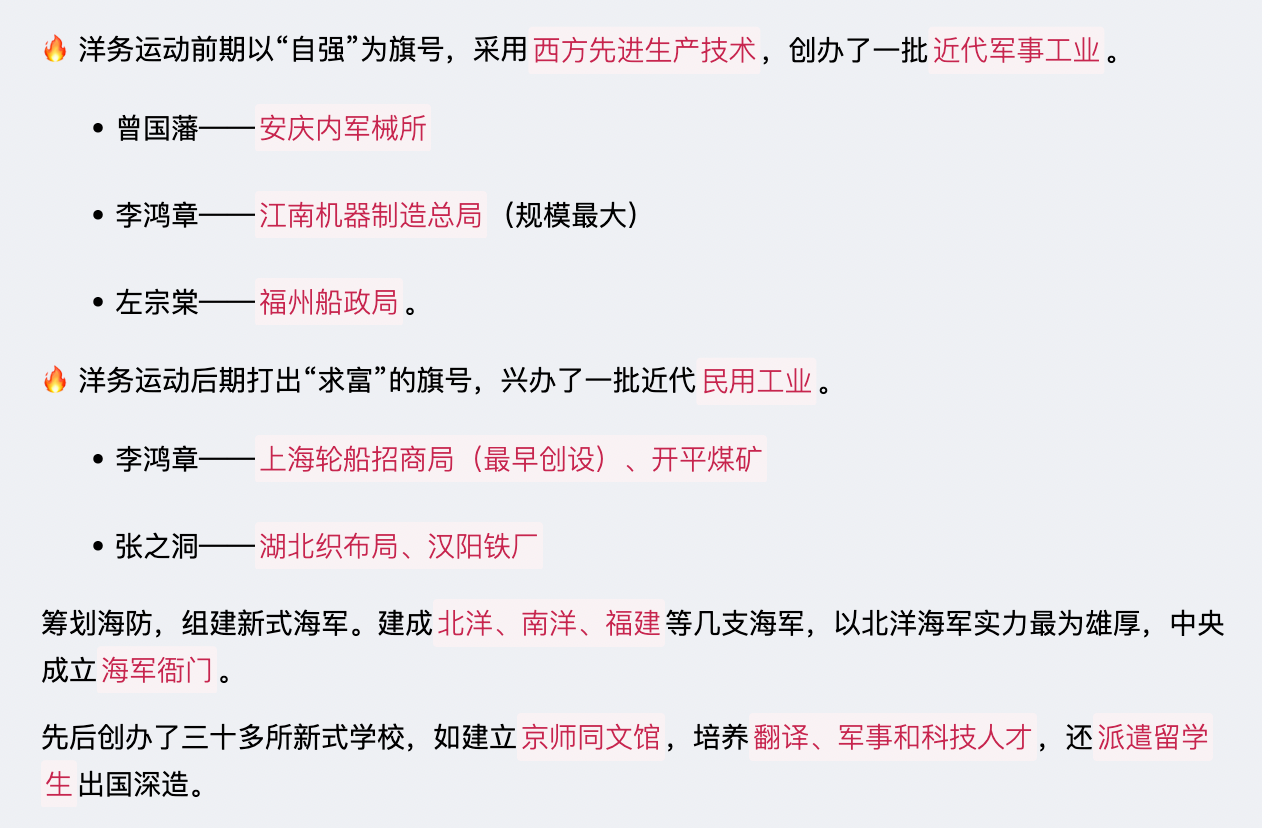 🔥 洋务运动前期以“自强”为旗号，采用西方先进生产技术，创办了一批近代军事工业。
• 曾国藩——安庆内军械所
• 李鸿章——江南机器制造总局（规模最大）
• 左宗棠——福州船政局。
🔥 洋务运动后期打出“求富”的旗号，兴办了一批近代民用工业。
• 李鸿章——上海轮船招商局（最早创设）、开平煤矿
• 张之洞——湖北织布局、汉阳铁厂
筹划海防，组建新式海军。建成北洋、南洋、福建等几支海军，以北洋海军实力最为雄厚，中央
成立海军衙门。
先后创办了三十多所新式学校，如建立京师同文馆，培养翻译、军事和科技人才，还派遣留学
生出国深造。